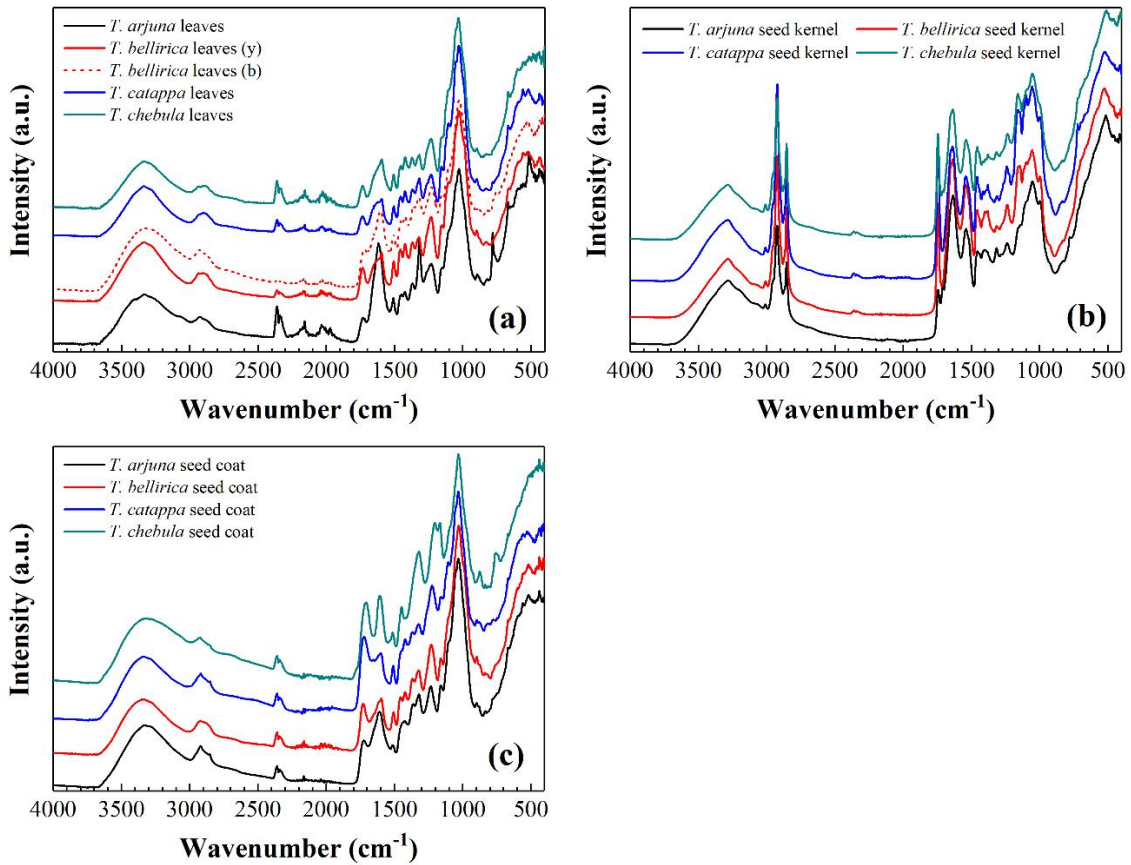 T. arjuna leaves
T. bellirica leaves (y)
T. bellirica leaves (b)
T. catappa leaves
T. chebula leaves
Intensity (a.u.)
(a)
4000 3500 3000 2500 2000 1500 1000 500
Wavenumber (cm-1)
T. arjuna seed kernel T. bellirica seed kernel
T. catappa seed kernel T. chebula seed kernel
Intensity (a.u.)
(b)
4000 3500 3000 2500 2000 1500 1000 500
Wavenumber (cm-1)
T. arjuna seed coat
T. bellirica seed coat
T. catappa seed coat
T. chebula seed coat
Intensity (a.u.)
(c)
4000 3500 3000 2500 2000 1500 1000 500
Wavenumber (cm-1)